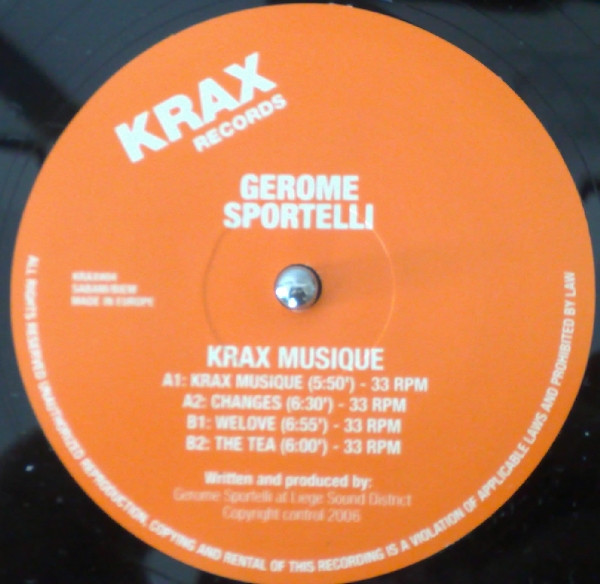 KRAX
RECORDS
GEROME
SPORTELLI
SABAM/BIEM
MADE IN EUROPE
KRAX MUSIQUE
A1: KRAX MUSIQUE (5:50') - 33 RPM
A2: CHANGES (6:30') - 33 RPM
B1: WELOVE (6:55') - 33 RPM
B2: THE TEA (6:00') - 33 RPM
Written and produced by:
Gerome Sportelli at Liege Sound District
Copyright control 2006
ALL RIGHTS RESERVED UNAUTHORIZED REPRODUCTION, COPYING AND RENTAL OF THIS RECORDING IS A VIOLATION OF APPLICABLE LAWS AND PROHIBITED BY LAW